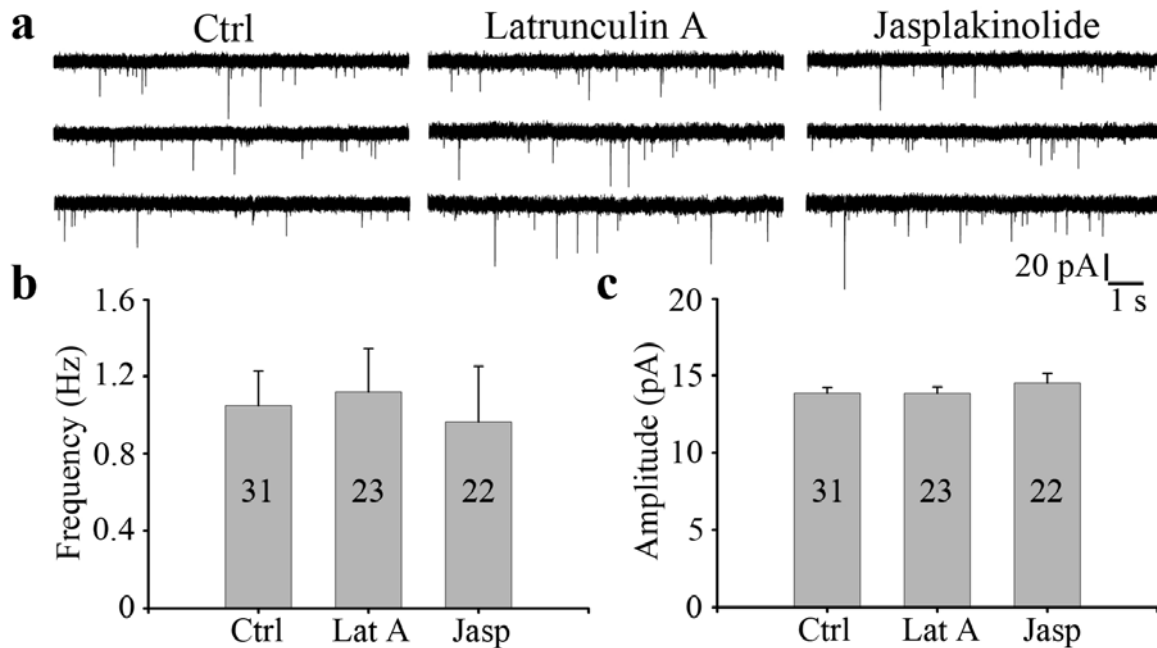 a
Ctrl Latrunculin A Jasplakinolide
20 pA
1 s
b
Frequency (Hz)
1.6
1.2
0.8
0.4
0
31 23 22
Ctrl Lat A Jasp
c
Amplitude (pA)
20
15
10
5
0
31 23 22
Ctrl Lat A Jasp